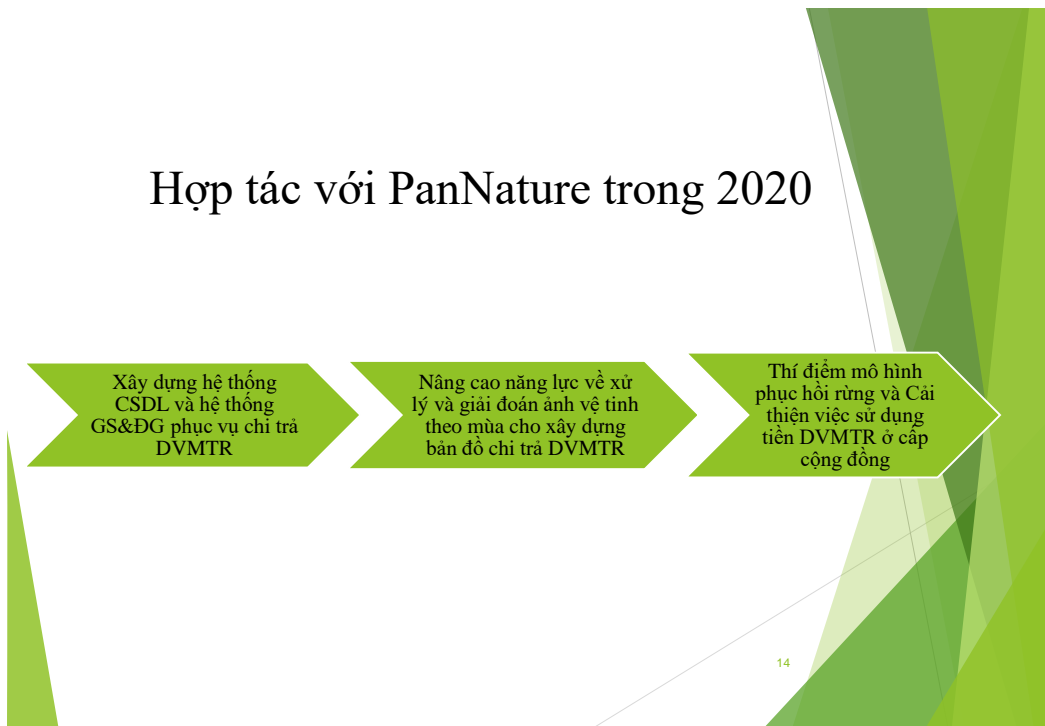 Hợp tác với PanNature trong 2020
Xây dựng hệ thống
CSDL và hệ thống
GS&ĐG phục vụ chi trả
DVMTR
Nâng cao năng lực về xử
lý và giải đoán ảnh vệ tinh
theo mùa cho xây dựng
bản đồ chi trả DVMTR
Thí điểm mô hình
phục hồi rừng và Cải
thiện việc sử dụng
tiền DVMTR ở cấp
cộng đồng
14